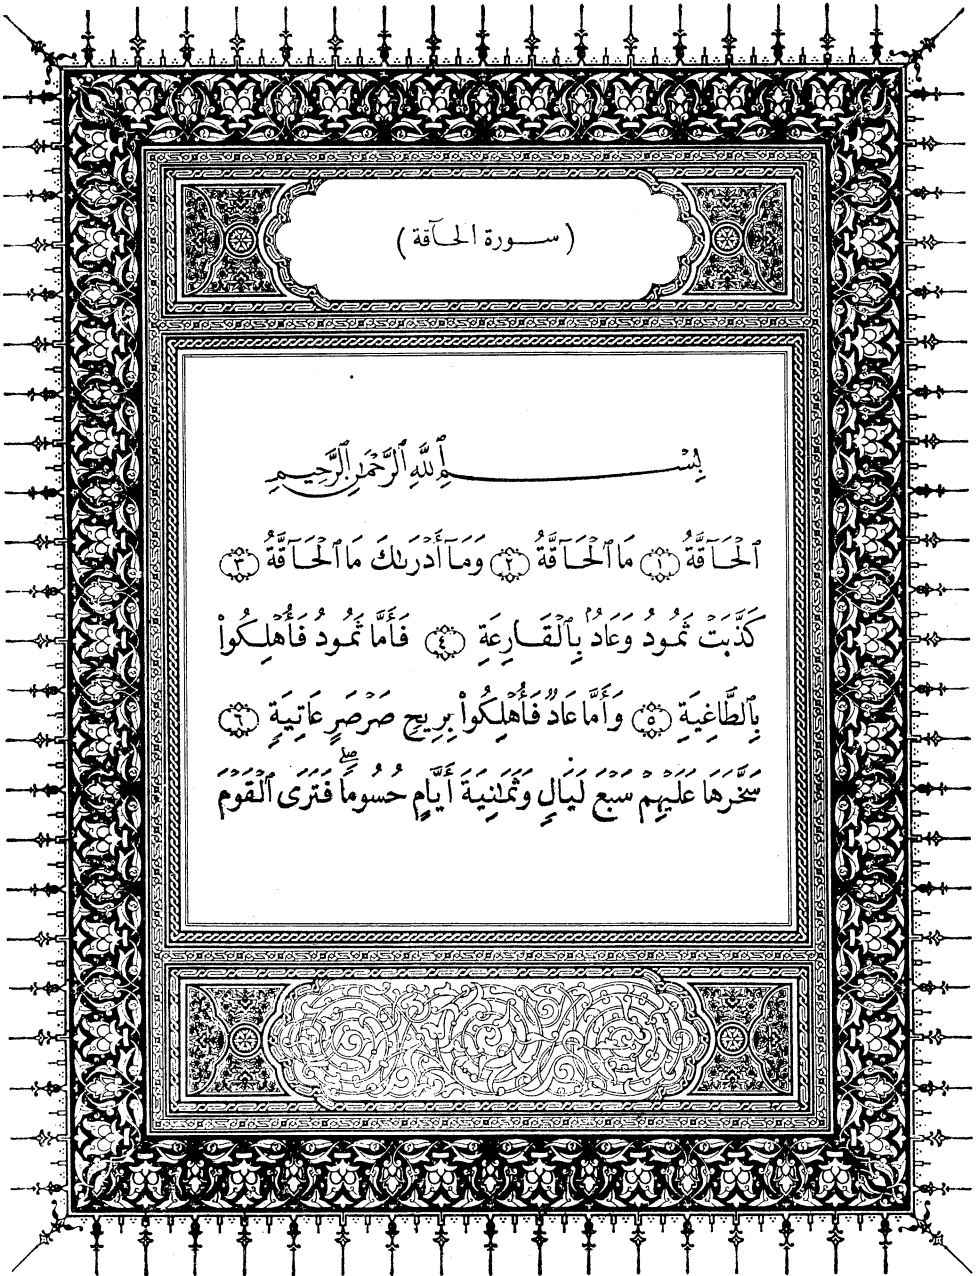 ( سورة الحآقة )
بِسْمِ ٱللَّهِ ٱلرَّحْمَٰنِ ٱلرَّحِيمِ
ٱلْحَآقَّةُ ﴿١﴾ مَا ٱلْحَآقَّةُ ﴿٢﴾ وَمَآ أَدْرَىٰكَ مَا ٱلْحَآقَّةُ ﴿٣﴾
كَذَّبَتْ ثَمُودُ وَعَادٌۢ بِٱلْقَارِعَةِ ﴿٤﴾ فَأَمَّا ثَمُودُ فَأُهْلِكُوا۟
بِٱلطَّاغِيَةِ ﴿٥﴾ وَأَمَّا عَادٌ فَأُهْلِكُوا۟ بِرِيحٍ صَرْصَرٍ عَاتِيَةٍ ﴿٦﴾
سَخَّرَهَا عَلَيْهِمْ سَبْعَ لَيَالٍ وَثَمَٰنِيَةَ أَيَّامٍ حُسُومًا ۖ فَتَرَى ٱلْقَوْمَ